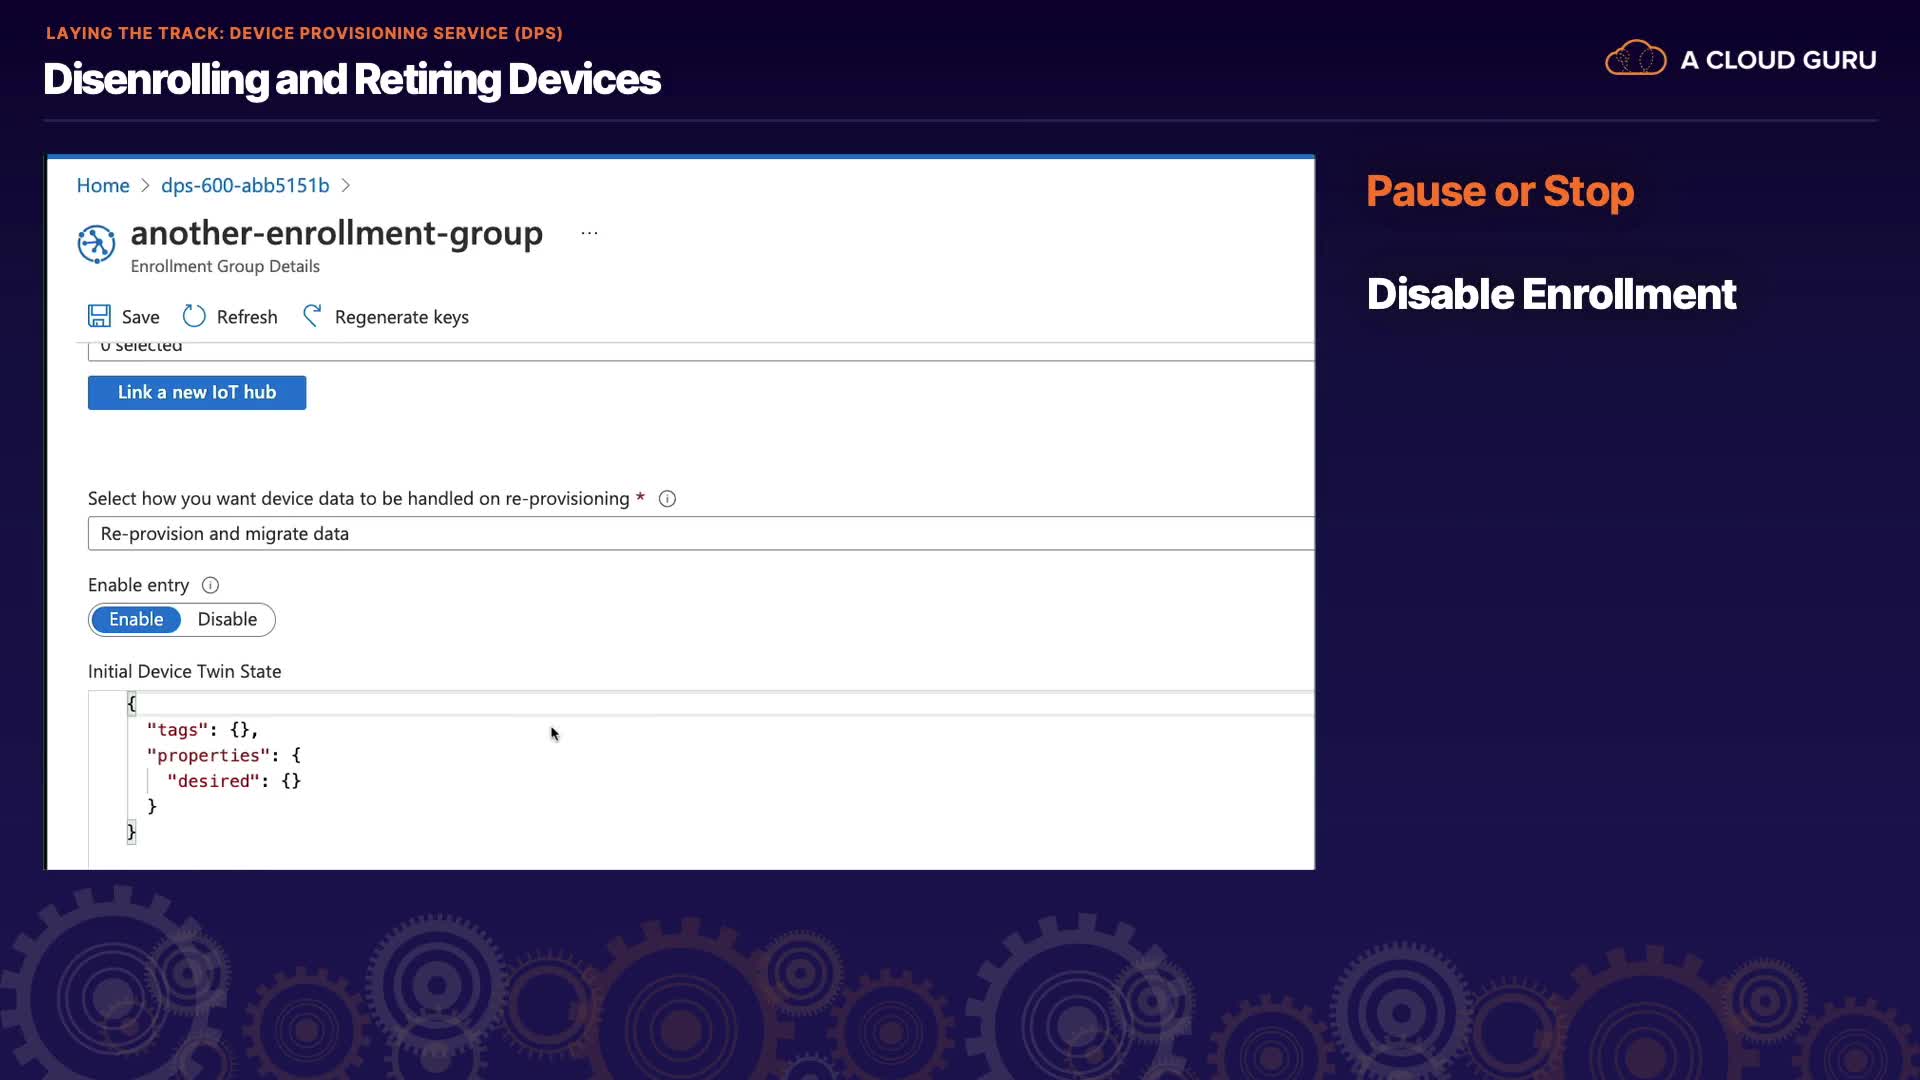 LAYING THE TRACK: DEVICE PROVISIONING SERVICE (DPS)
Disenrolling and Retiring Devices
A CLOUD GURU
Home > dps-600-abb5151b >
another-enrollment-group ...
Enrollment Group Details
Save Refresh Regenerate keys
0 selected
Link a new IoT hub
Select how you want device data to be handled on re-provisioning *
Re-provision and migrate data
Enable entry
Enable Disable
Initial Device Twin State
{
"tags": {},
"properties": {
"desired": {}
}
}
Pause or Stop
Disable Enrollment